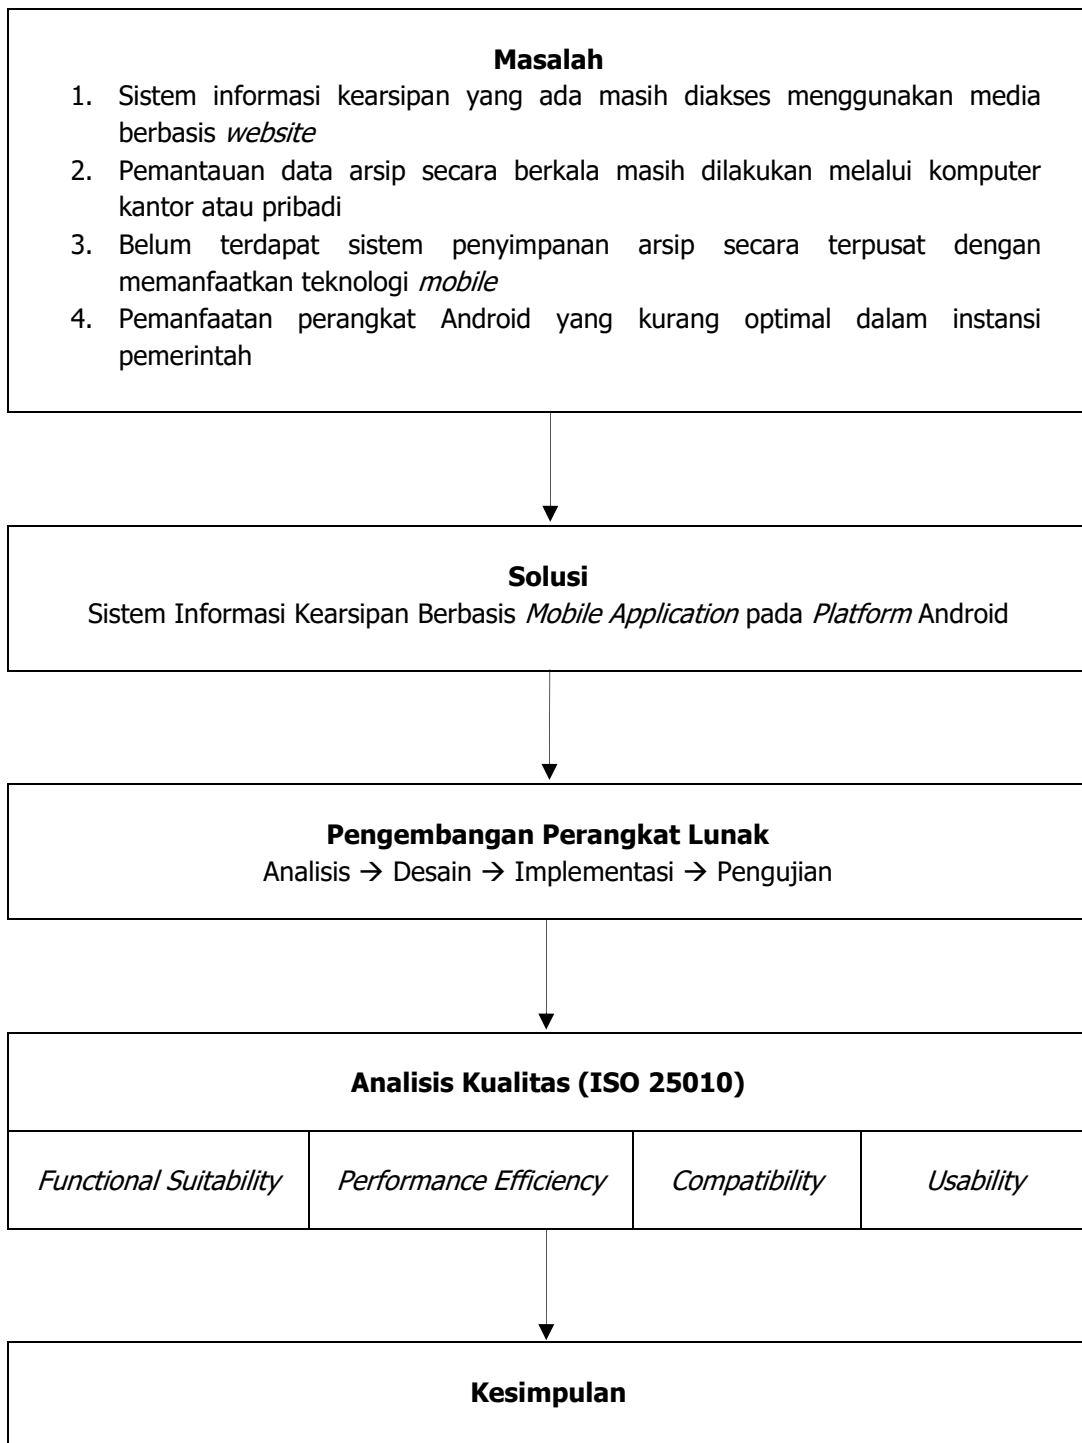 Masalah
1. Sistem informasi kearsipan yang ada masih diakses menggunakan media
berbasis website
2. Pemantauan data arsip secara berkala masih dilakukan melalui komputer
kantor atau pribadi
3. Belum terdapat sistem penyimpanan arsip secara terpusat dengan
memanfaatkan teknologi mobile
4. Pemanfaatan perangkat Android yang kurang optimal dalam instansi
pemerintah
Solusi
Sistem Informasi Kearsipan Berbasis Mobile Application pada Platform Android
Pengembangan Perangkat Lunak
Analisis → Desain → Implementasi → Pengujian
Analisis Kualitas (ISO 25010)
Functional Suitability Performance Efficiency Compatibility Usability
Kesimpulan